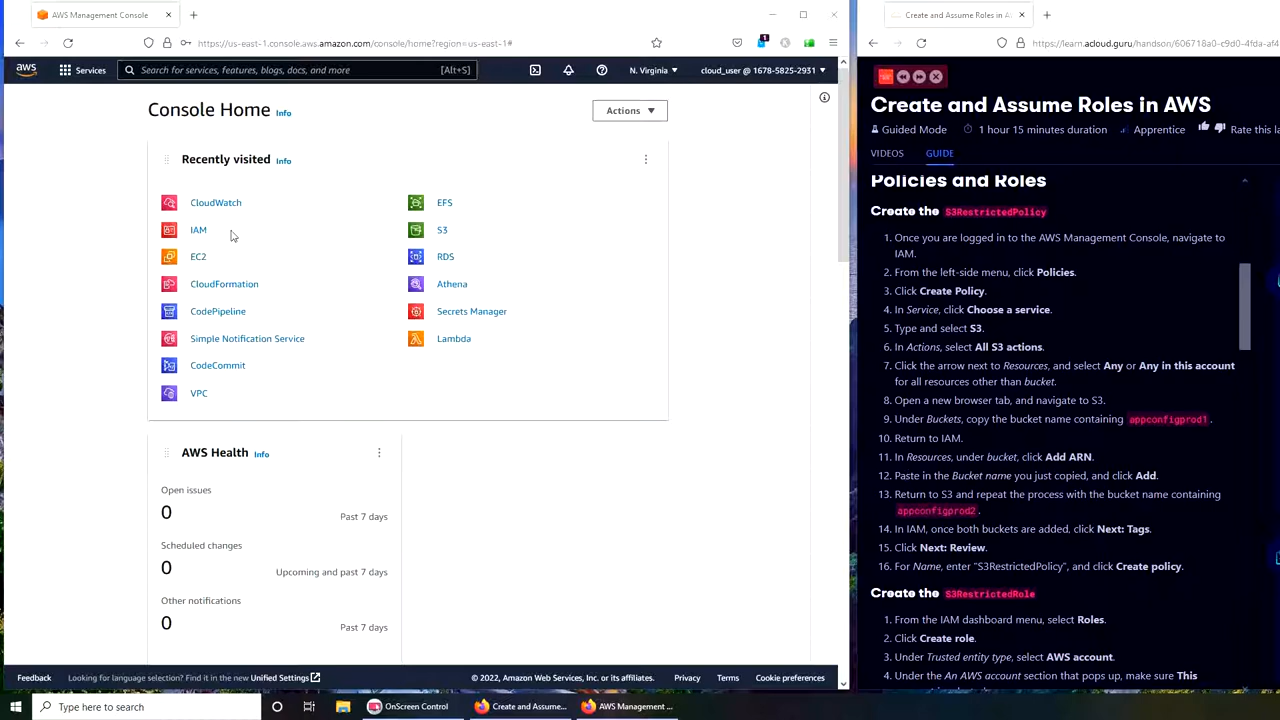 AWS Management Console
https://us-east-1.console.aws.amazon.com/console/home?region=us-east-1#
1
aws
Services
Search for services, features, blogs, docs, and more
[Alt+S]
N. Virginia
cloud_user @ 1678-5825-2931
Console Home
Info
Actions
Recently visited
Info
CloudWatch
EFS
IAM
S3
EC2
RDS
CloudFormation
Athena
CodePipeline
Secrets Manager
Simple Notification Service
Lambda
CodeCommit
VPC
AWS Health
Info
Open issues
0
Past 7 days
Scheduled changes
0
Upcoming and past 7 days
Other notifications
0
Past 7 days
Feedback
Looking for language selection? Find it in the new Unified Settings
© 2022, Amazon Web Services, Inc. or its affiliates.
Privacy
Terms
Cookie preferences
Create and Assume Roles in A
https://learn.acloud.guru/handson/606718a0-c9d0-4fda-af4
Create and Assume Roles in AWS
Guided Mode
1 hour 15 minutes duration
Apprentice
Rate this la
VIDEOS
GUIDE
Policies and Roles
Create the S3RestrictedPolicy
1. Once you are logged in to the AWS Management Console, navigate to
IAM.
2. From the left-side menu, click Policies.
3. Click Create Policy.
4. In Service, click Choose a service.
5. Type and select S3.
6. In Actions, select All S3 actions.
7. Click the arrow next to Resources, and select Any or Any in this account
for all resources other than bucket.
8. Open a new browser tab, and navigate to S3.
9. Under Buckets, copy the bucket name containing appconfigprod1.
10. Return to IAM.
11. In Resources, under bucket, click Add ARN.
12. Paste in the Bucket name you just copied, and click Add.
13. Return to S3 and repeat the process with the bucket name containing
appconfigprod2.
14. In IAM, once both buckets are added, click Next: Tags.
15. Click Next: Review.
16. For Name, enter "S3RestrictedPolicy", and click Create policy.
Create the S3RestrictedRole
1. From the IAM dashboard menu, select Roles.
2. Click Create role.
3. Under Trusted entity type, select AWS account.
4. Under the An AWS account section that pops up, make sure This
Type here to search
OnScreen Control
Create and Assume...
AWS Management ...